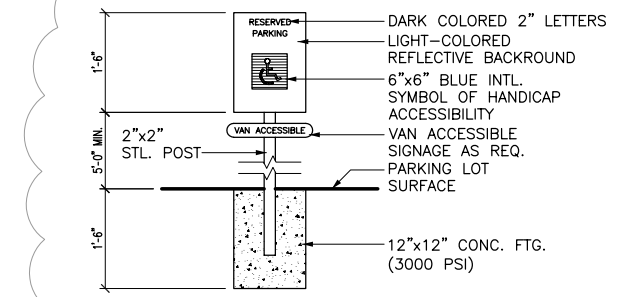 RESERVED
PARKING
DARK COLORED 2" LETTERS
LIGHT-COLORED
REFLECTIVE BACKROUND
1'-6"
6"x6" BLUE INTL.
SYMBOL OF HANDICAP
ACCESSIBILITY
VAN ACCESSIBLE
VAN ACCESSIBLE
SIGNAGE AS REQ.
5'-0" MIN.
2"x2"
STL. POST
PARKING LOT
SURFACE
1'-6"
12"x12" CONC. FTG.
(3000 PSI)